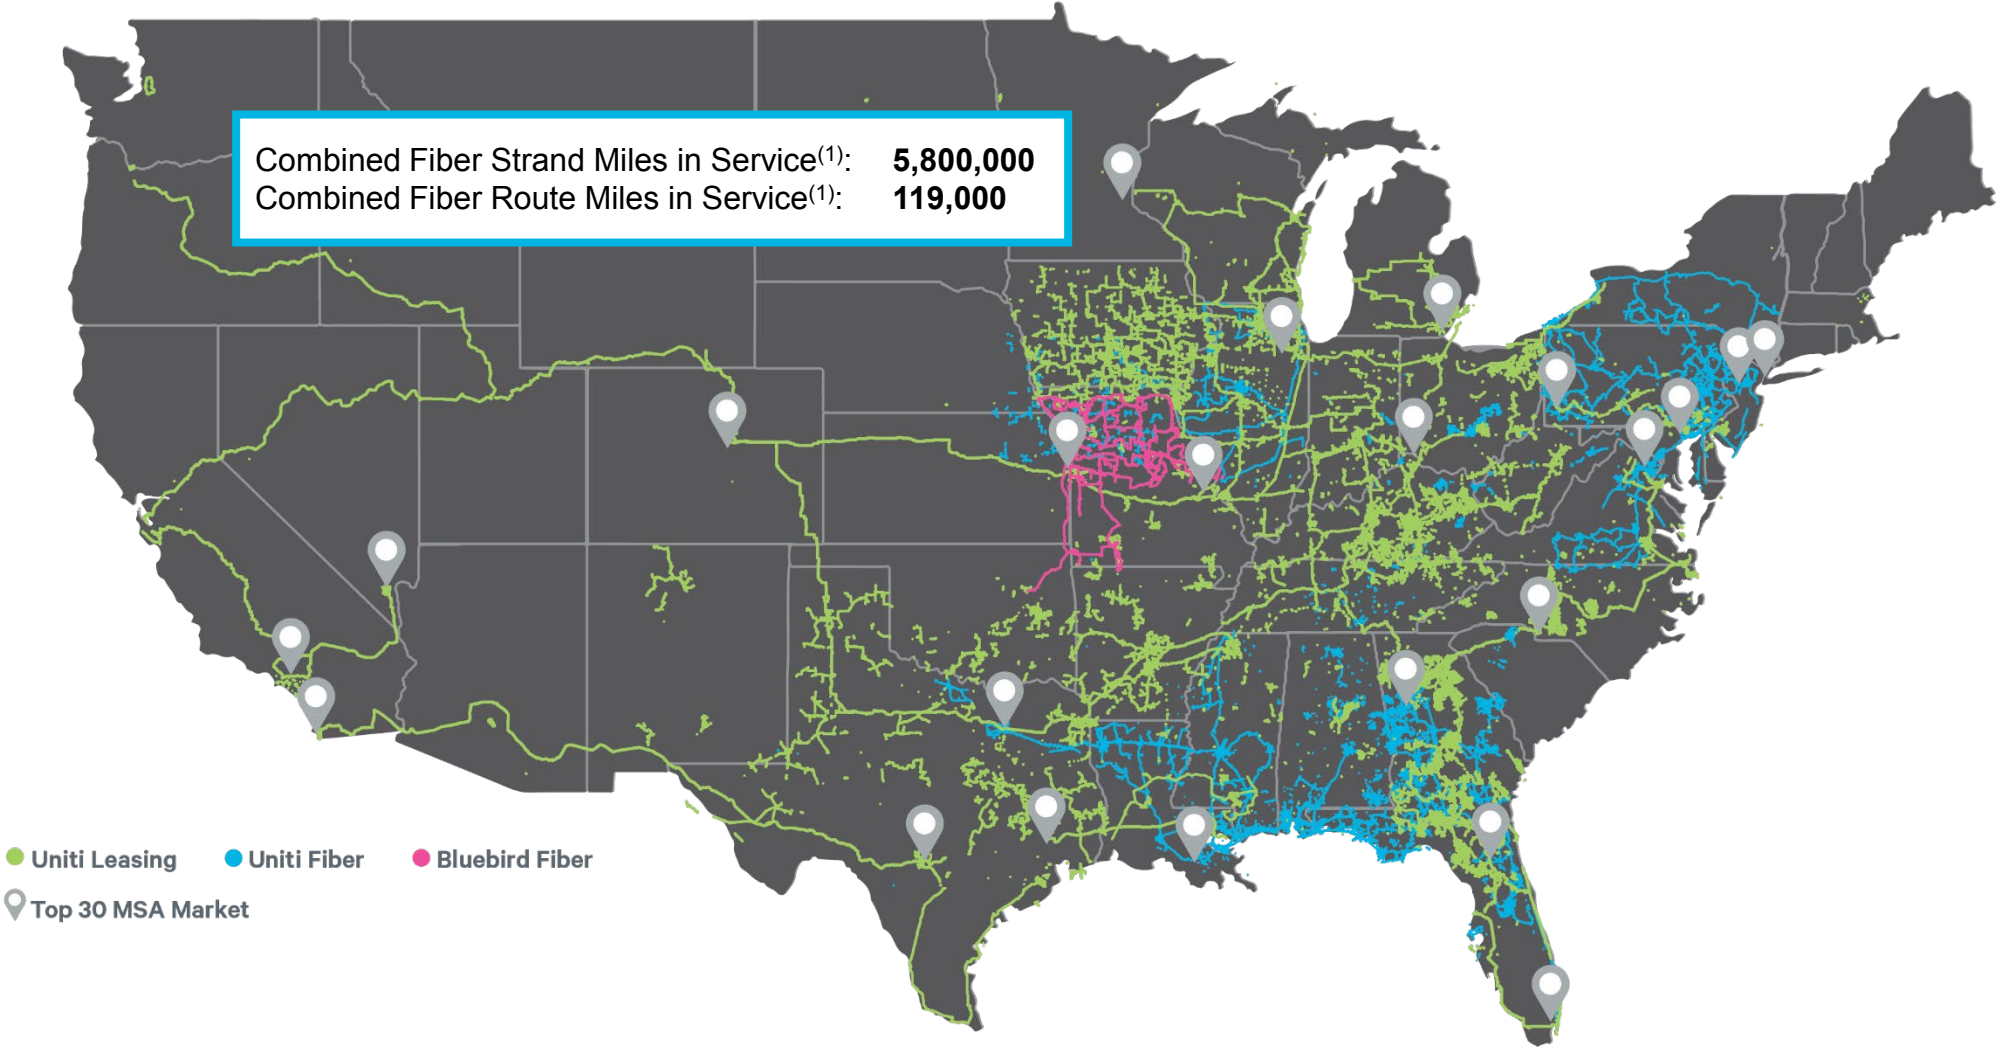 Combined Fiber Strand Miles in Service(1): 5,800,000
Combined Fiber Route Miles in Service(1): 119,000
Uniti Leasing Uniti Fiber Bluebird Fiber
Top 30 MSA Market